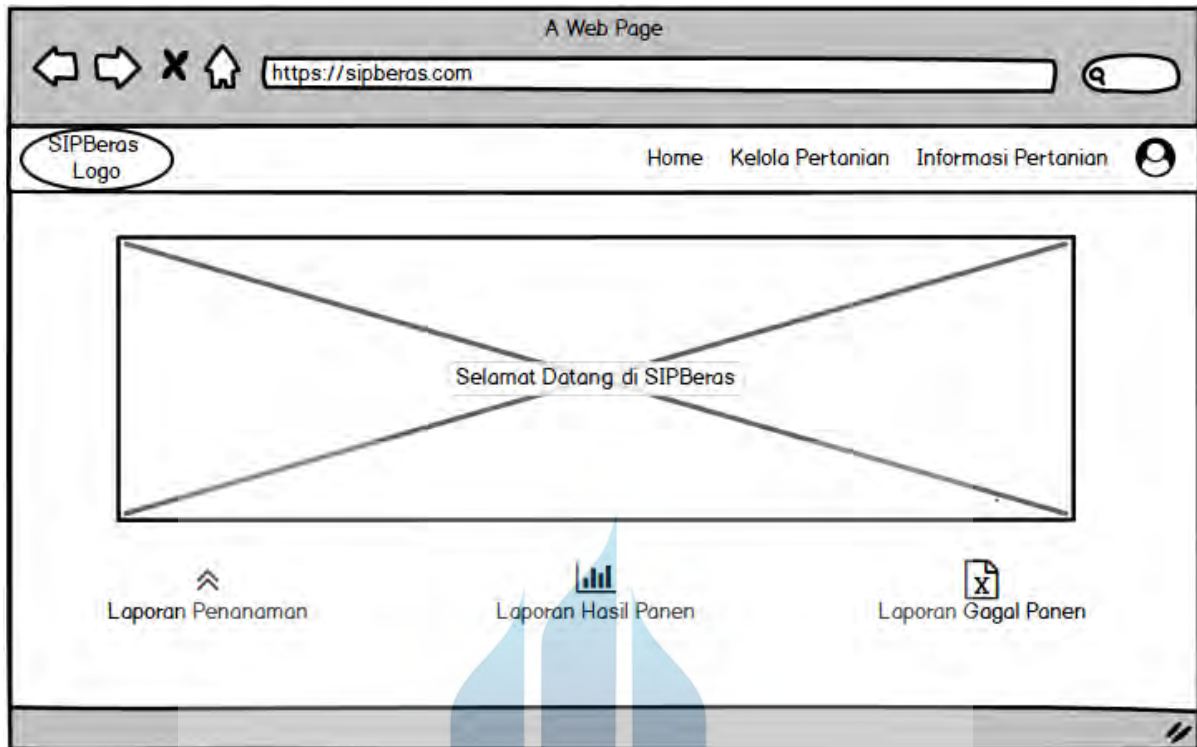 A Web Page
https://sipberas.com
SIPBeras
Logo
Home Kelola Pertanian Informasi Pertanian
Selamat Datang di SIPBeras
X
Laporan Penanaman Laporan Hasil Panen Laporan Gagal Panen